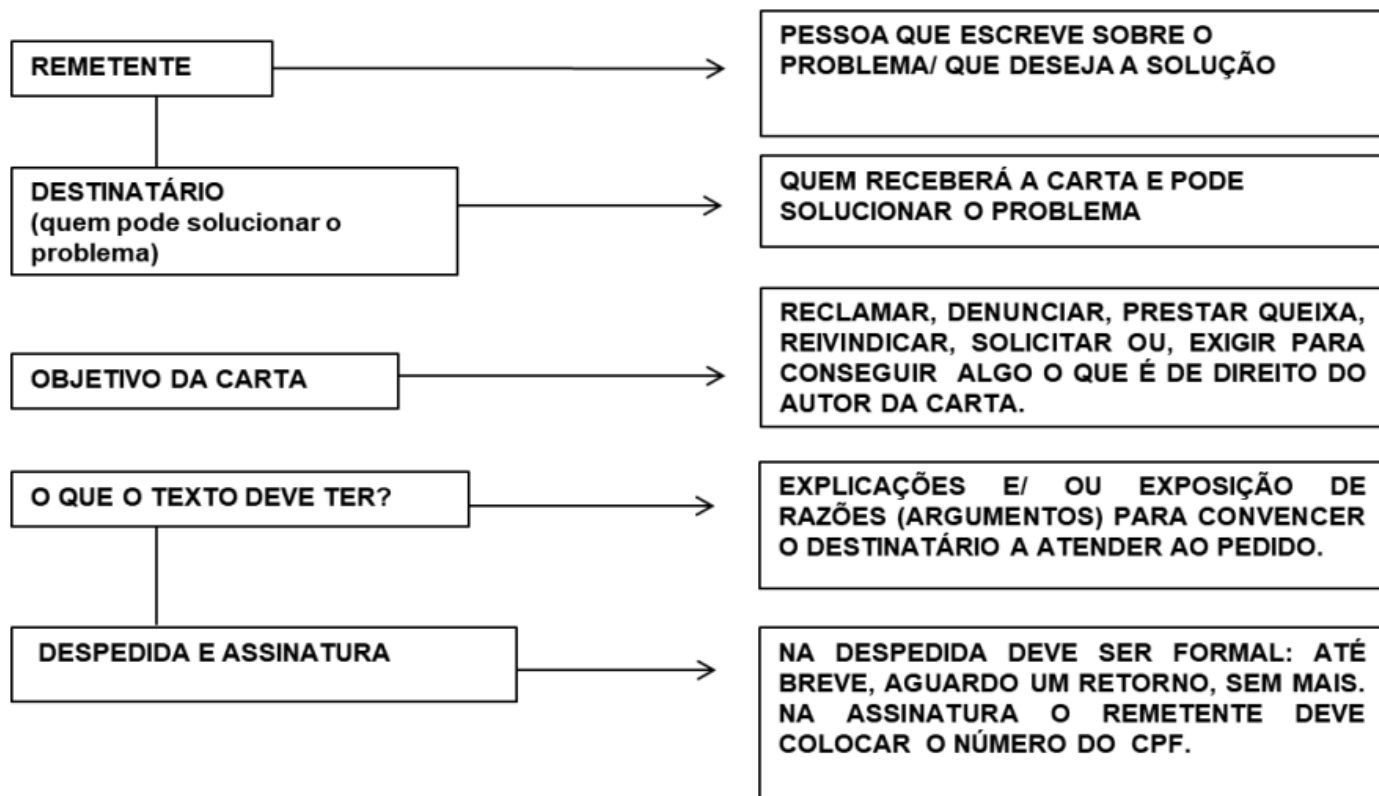 REMETENTE
PESSOA QUE ESCREVE SOBRE O
PROBLEMA/ QUE DESEJA A SOLUÇÃO
DESTINATÁRIO
(quem pode solucionar o
problema)
QUEM RECEBERÁ A CARTA E PODE
SOLUCIONAR O PROBLEMA
OBJETIVO DA CARTA
RECLAMAR, DENUNCIAR, PRESTAR QUEIXA,
REIVINDICAR, SOLICITAR OU, EXIGIR PARA
CONSEGUIR ALGO O QUE É DE DIREITO DO
AUTOR DA CARTA.
O QUE O TEXTO DEVE TER?
EXPLICAÇÕES E/ OU EXPOSIÇÃO DE
RAZÕES (ARGUMENTOS) PARA CONVENCER
O DESTINATÁRIO A ATENDER AO PEDIDO.
DESPEDIDA E ASSINATURA
NA DESPEDIDA DEVE SER FORMAL: ATÉ
BREVE, AGUARDO UM RETORNO, SEM MAIS.
NA ASSINATURA O REMETENTE DEVE
COLOCAR O NÚMERO DO CPF.